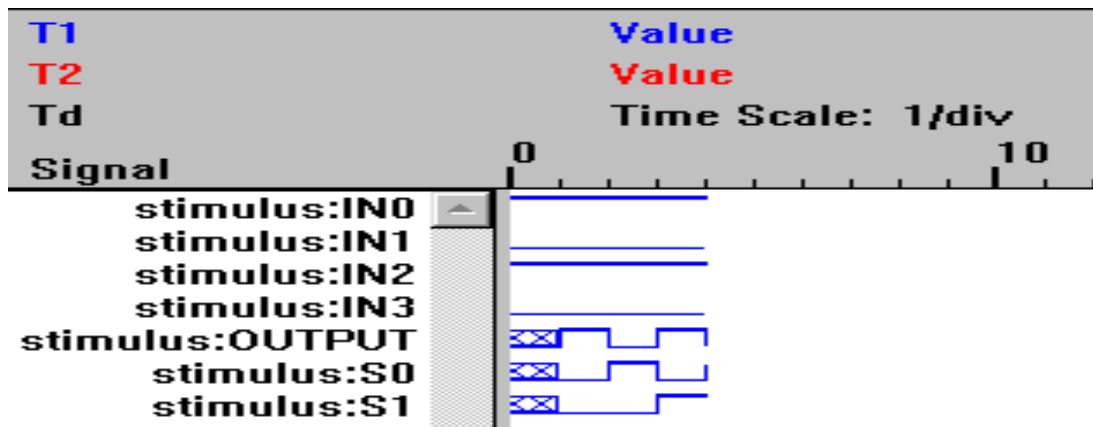 T1 Value
T2 Value
Td Time Scale: 1/div
Signal 0 10
stimulus:IN0
stimulus:IN1
stimulus:IN2
stimulus:IN3
stimulus:OUTPUT
stimulus:S0
stimulus:S1